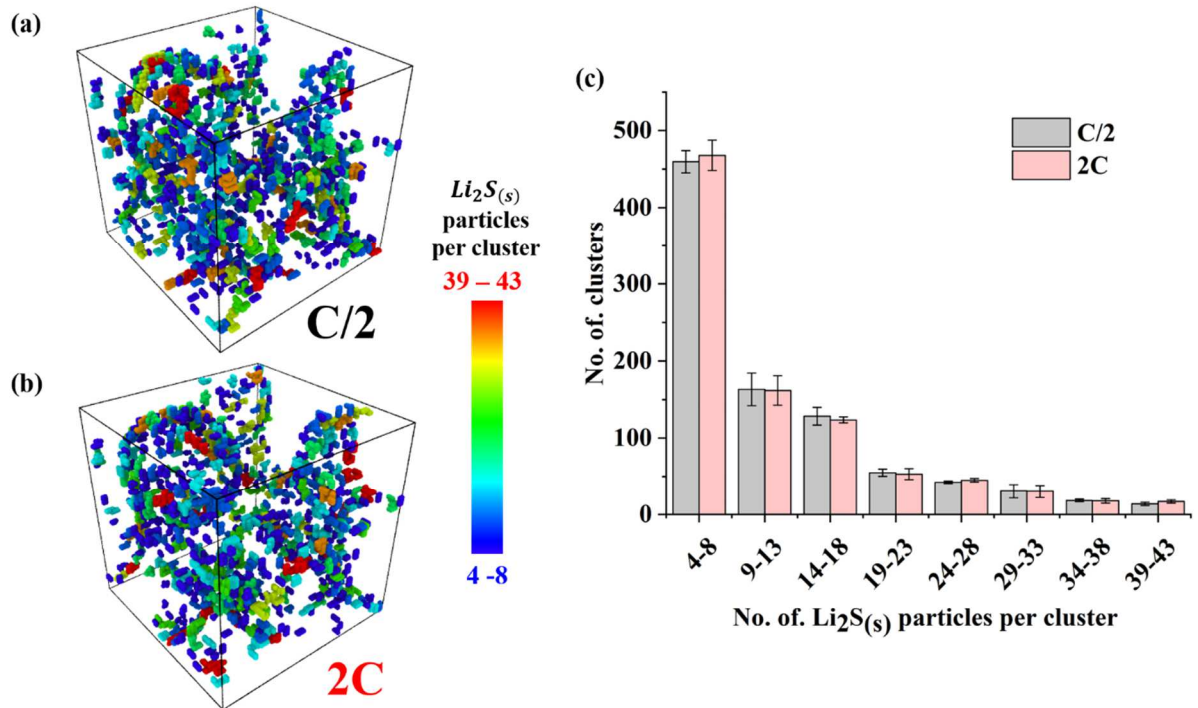 (a)
C/2
(b)
2C
Li₂S₍ₛ₎
particles
per cluster
39 – 43
4 -8
(c)
No. of. clusters
500
400
300
200
100
0
C/2
2C
4-8
9-13
14-18
19-23
24-28
29-33
34-38
39-43
No. of. Li₂S₍ₛ₎ particles per cluster